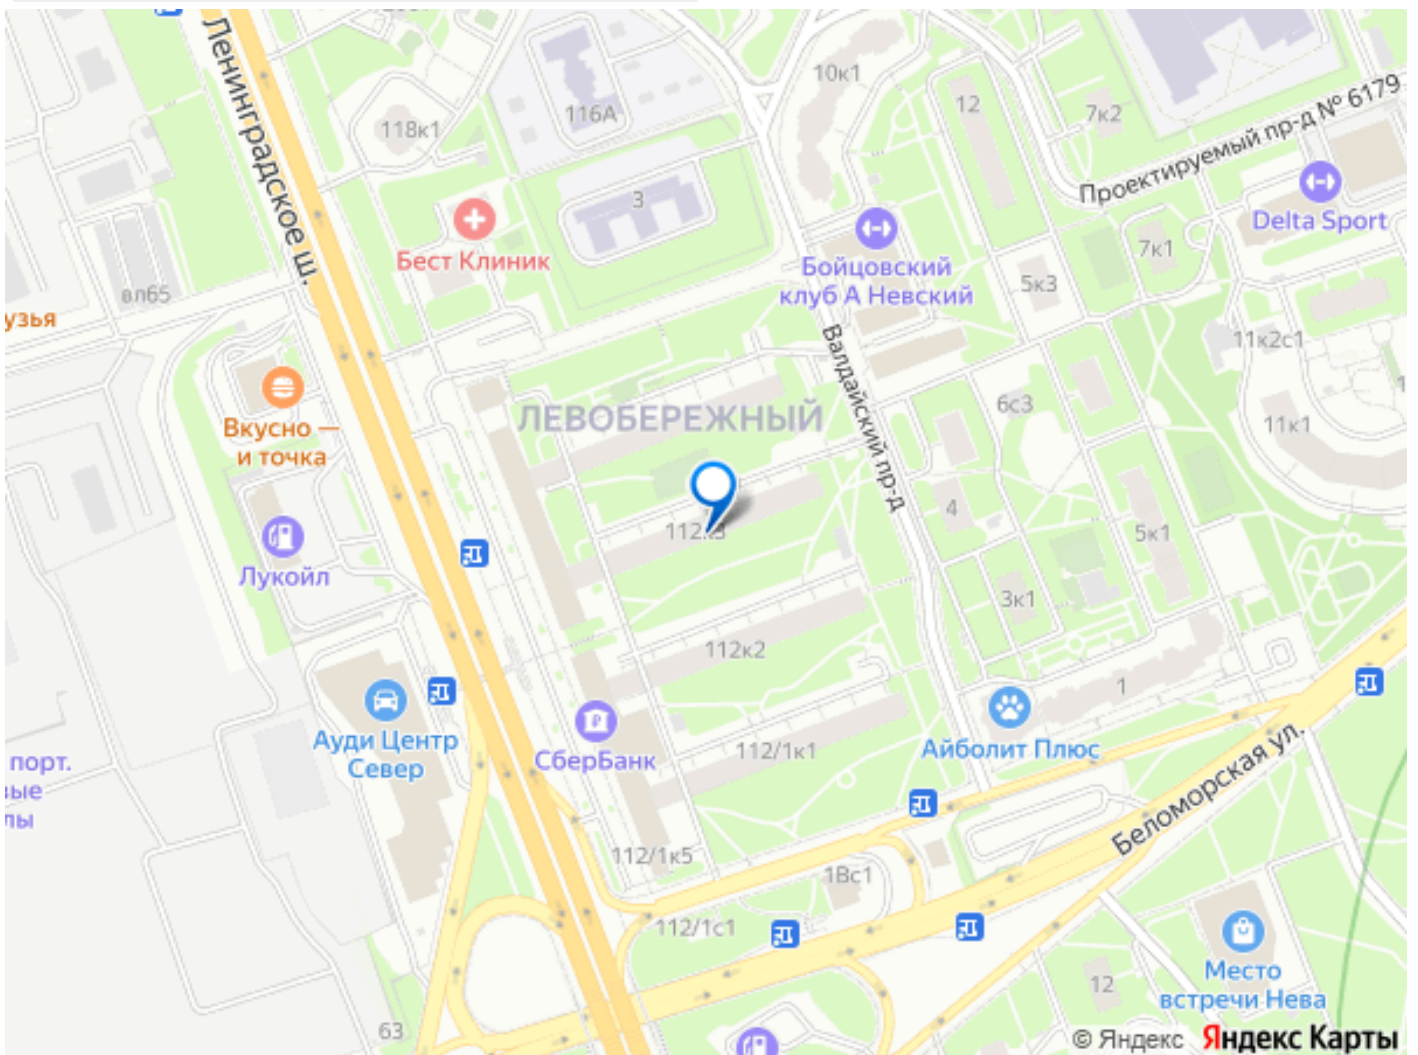 Ленинградское ш.
118к1
116А
10к1
12
7к2
Проектируемый пр-д № 6179
3
Delta Sport
Бест Клиник
Бойцовский
клуб А Невский
7к1
5к3
вл65
узья
Валдайский пр-д
11к2с1
ЛЕВОБЕРЕЖНЫЙ
6с3
11к1
Вкусно —
и точка
4
112к3
5к1
Лукойл
3к1
112к2
1
Ауди Центр
Север
СберБанк
112/1к1
Айболит Плюс
порт.
вые
лы
Беломорская ул.
112/1к5
1Вс1
112/1с1
Место
встречи Нева
12
63
© Яндекс Яндекс Карты